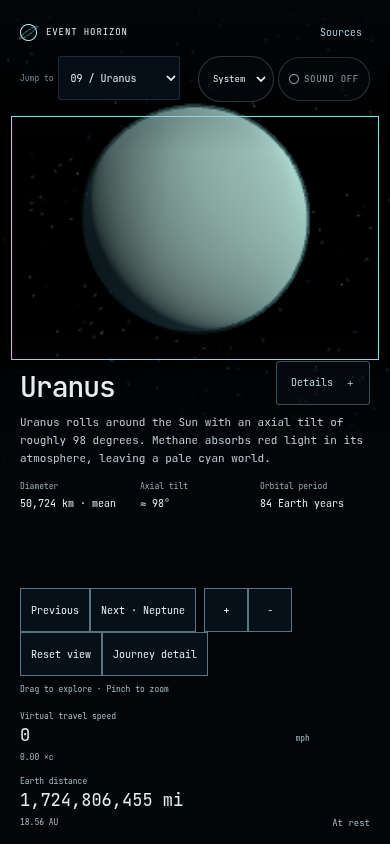 EVENT HORIZON
Sources
Jump to
09 / Uranus
System
SOUND OFF
Uranus
Details +
Uranus rolls around the Sun with an axial tilt of
roughly 98 degrees. Methane absorbs red light in its
atmosphere, leaving a pale cyan world.
Diameter
Axial tilt
Orbital period
50,724 km · mean
≈ 98°
84 Earth years
Previous
Next · Neptune
+
-
Reset view
Journey detail
Drag to explore · Pinch to zoom
Virtual travel speed
0
mph
0.00 ×c
Earth distance
1,724,806,455 mi
18.56 AU
At rest